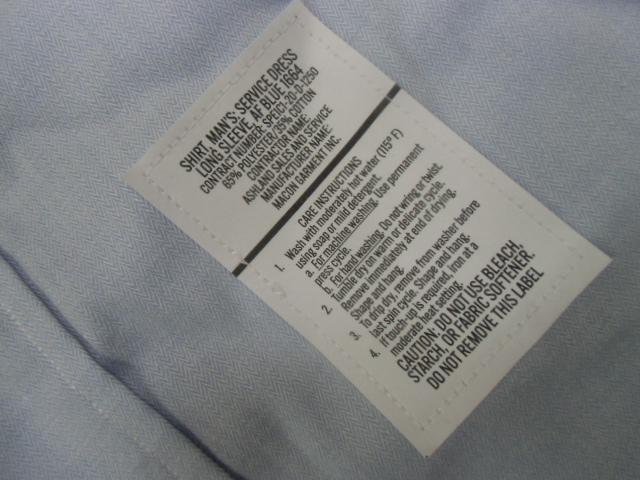 SHIRT, MAN'S, SERVICE DRESS
LONG SLEEVE, AF BLUE 1664
CONTRACT NUMBER: SPE1C1-20-D-1250
65% POLYESTER/35% COTTON
CONTRACTOR NAME:
ASHLAND SALES AND SERVICE
MANUFACTURER NAME:
MACON GARMENT INC.
CARE INSTRUCTIONS
1. Wash with moderately hot water (115° F)
using soap or mild detergent.
a. For machine washing. Use permanent
press cycle.
b. For hand washing. Do not wring or twist.
2. Tumble dry on warm or delicate cycle.
Remove immediately at end of drying.
Shape and hang.
3. To drip dry, remove from washer before
last spin cycle. Shape and hang.
4. If touch-up is required, iron at a
moderate heat setting.
CAUTION: DO NOT USE BLEACH,
STARCH, OR FABRIC SOFTENER.
DO NOT REMOVE THIS LABEL